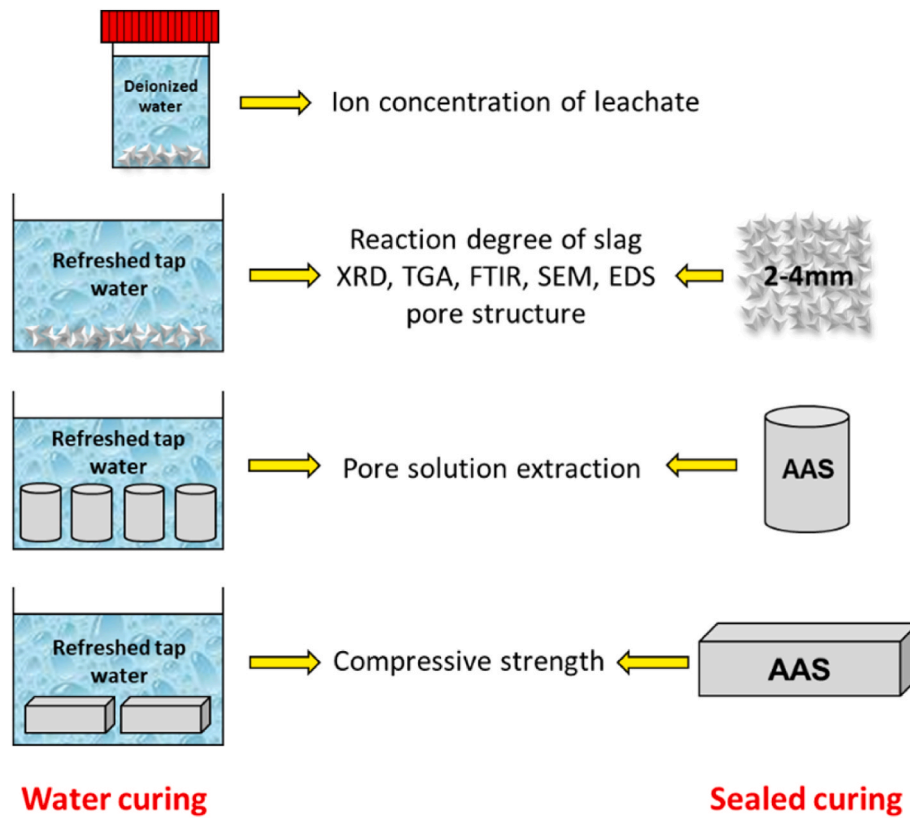 Deionized
water
Ion concentration of leachate
Refreshed tap
water
Reaction degree of slag
XRD, TGA, FTIR, SEM, EDS
pore structure
2-4mm
Refreshed tap
water
Pore solution extraction
AAS
Refreshed tap
water
Compressive strength
AAS
Water curing
Sealed curing